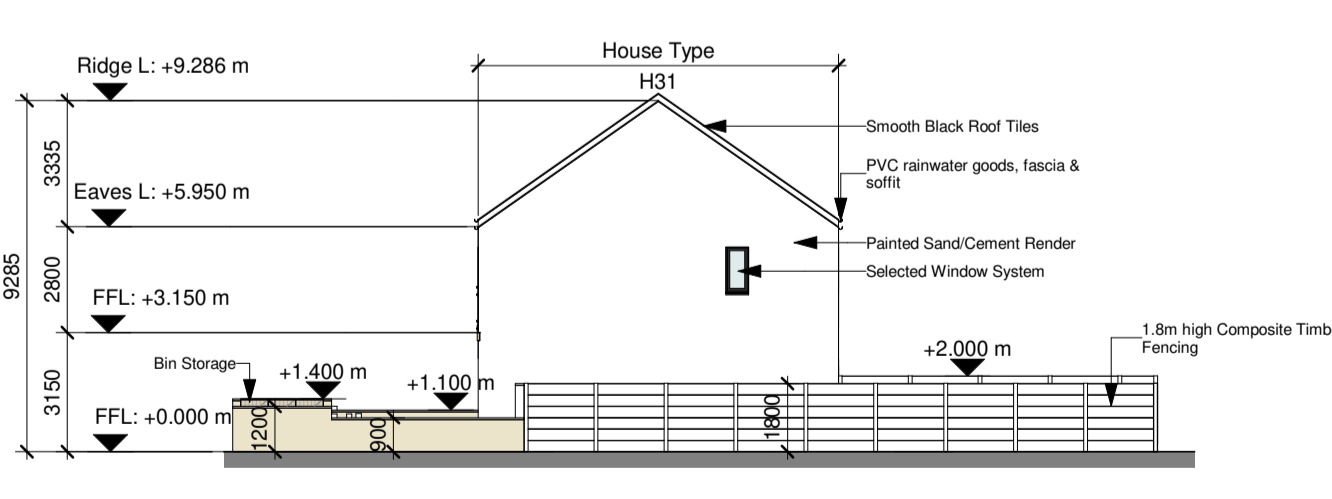 House Type
H31
Ridge L: +9.286 m
Smooth Black Roof Tiles
3335
PVC rainwater goods, fascia &
soffit
Eaves L: +5.950 m
Painted Sand/Cement Render
9285
2800
Selected Window System
FFL: +3.150 m
1.8m high Composite Timb
Fencing
+2.000 m
Bin Storage
+1.400 m
+1.100 m
3150
FFL: +0.000 m
1200
900
1800